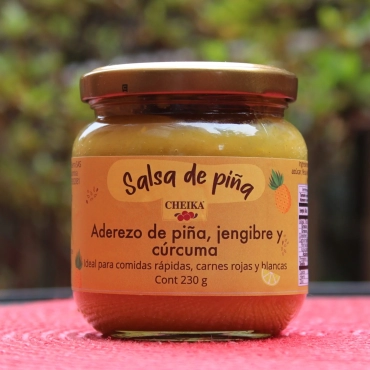 Salsa de piña
CHEIKA
Aderezo de piña, jengibre y
cúrcuma
Ideal para comidas rápidas, carnes rojas y blancas
Cont 230 g